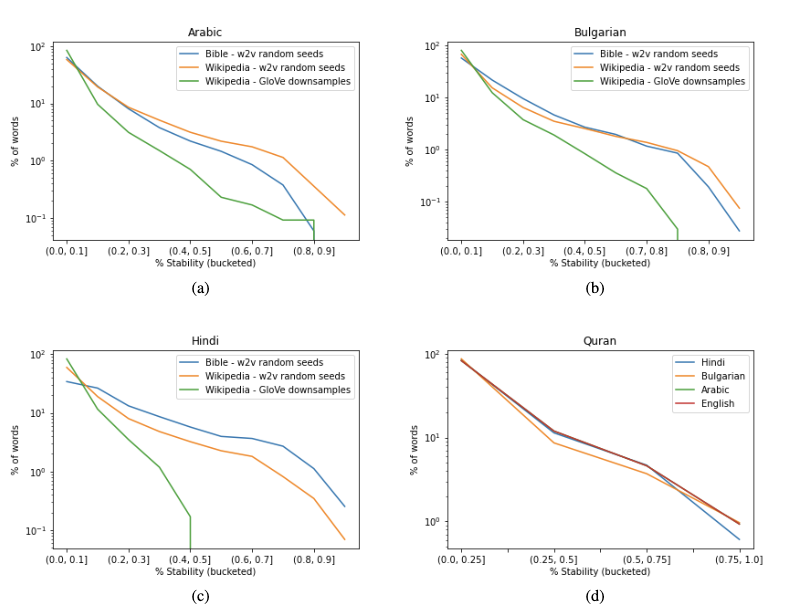 Arabic
Bible - w2v random seeds
Wikipedia - w2v random seeds
Wikipedia - GloVe downsamples
10²
10¹
10⁰
10⁻¹
% of words
(0.0, 0.1] (0.2, 0.3] (0.4, 0.5] (0.6, 0.7] (0.8, 0.9]
% Stability (bucketed)
(a)
Bulgarian
Bible - w2v random seeds
Wikipedia - w2v random seeds
Wikipedia - GloVe downsamples
10²
10¹
10⁰
10⁻¹
% of words
(0.0, 0.1] (0.2, 0.3] (0.4, 0.5] (0.7, 0.8] (0.8, 0.9]
% Stability (bucketed)
(b)
Hindi
Bible - w2v random seeds
Wikipedia - w2v random seeds
Wikipedia - GloVe downsamples
10²
10¹
10⁰
10⁻¹
% of words
(0.0, 0.1] (0.2, 0.3] (0.4, 0.5] (0.6, 0.7] (0.8, 0.9]
% Stability (bucketed)
(c)
Quran
Hindi
Bulgarian
Arabic
English
10²
10¹
10⁰
% of words
(0.0, 0.25] (0.25, 0.5] (0.5, 0.75] (0.75, 1.0]
% Stability (bucketed)
(d)